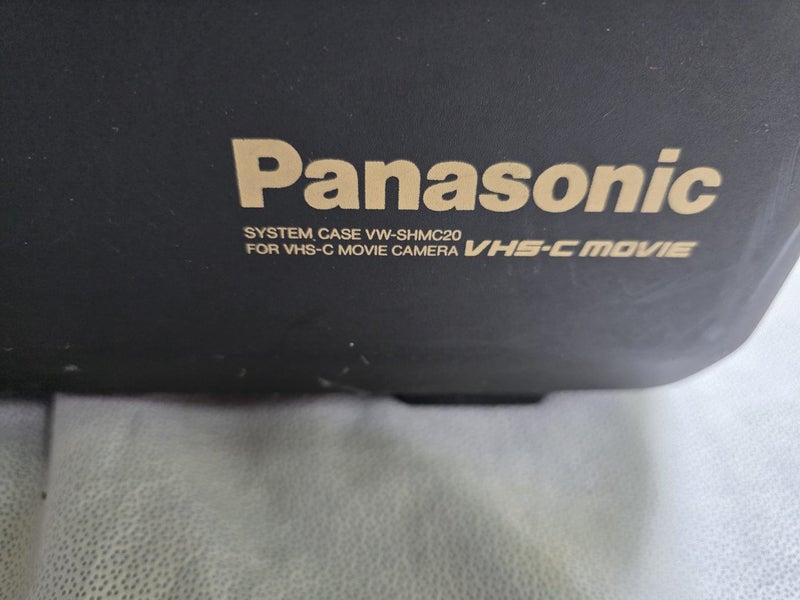 Panasonic
SYSTEM CASE VW-SHMC20
FOR VHS-C MOVIE CAMERA VHS-C MOVIE